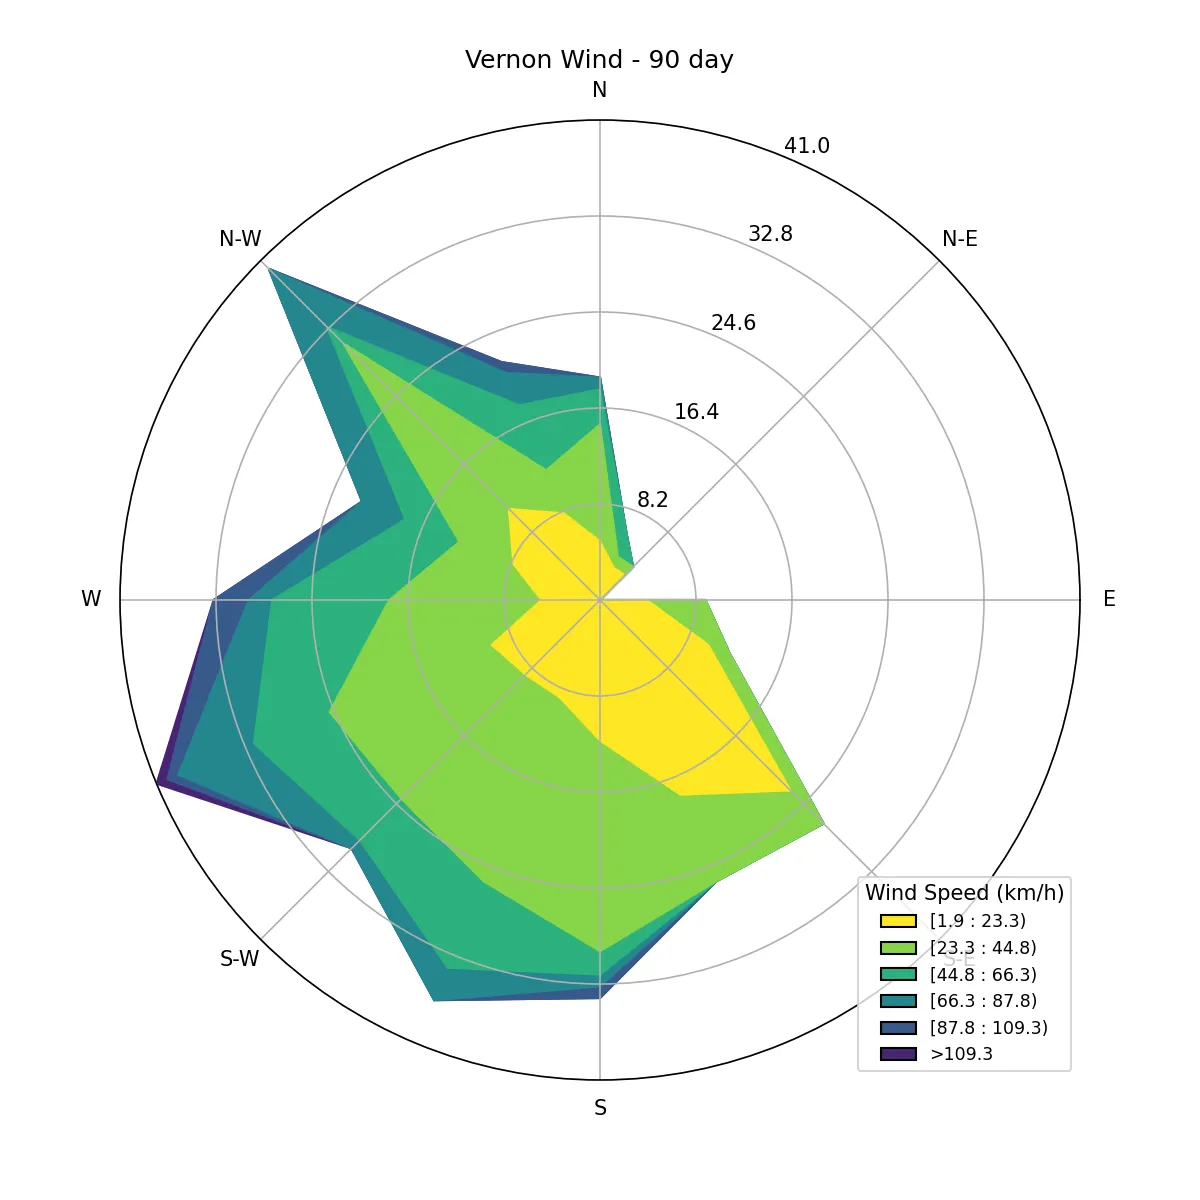 Vernon Wind - 90 day
N
41.0
N-W
N-E
32.8
24.6
16.4
8.2
W
E
Wind Speed (km/h)
[1.9 : 23.3)
[23.3 : 44.8)
S-W
S-E
[44.8 : 66.3)
[66.3 : 87.8)
[87.8 : 109.3)
>109.3
S